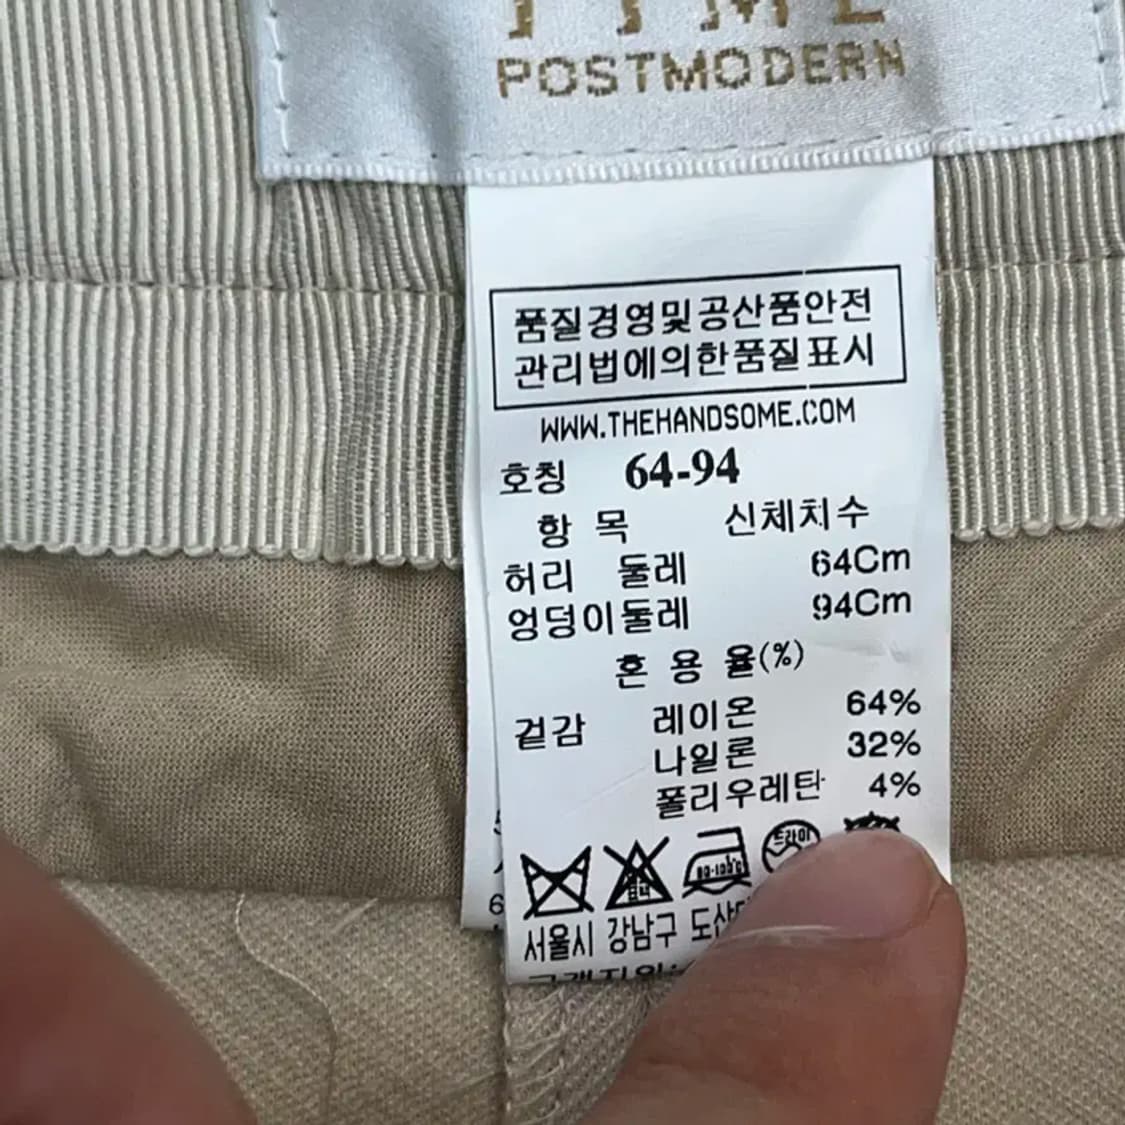 POSTMODERN
품질경영및공산품안전
관리법에의한품질표시
WWW.THEHANDSOME.COM
호칭 64-94
항 목 신체치수
허리 둘레 64Cm
엉덩이둘레 94Cm
혼 용 율(%)
겉감 레이온 64%
나일론 32%
폴리우레탄 4%
드라이
서울시 강남구